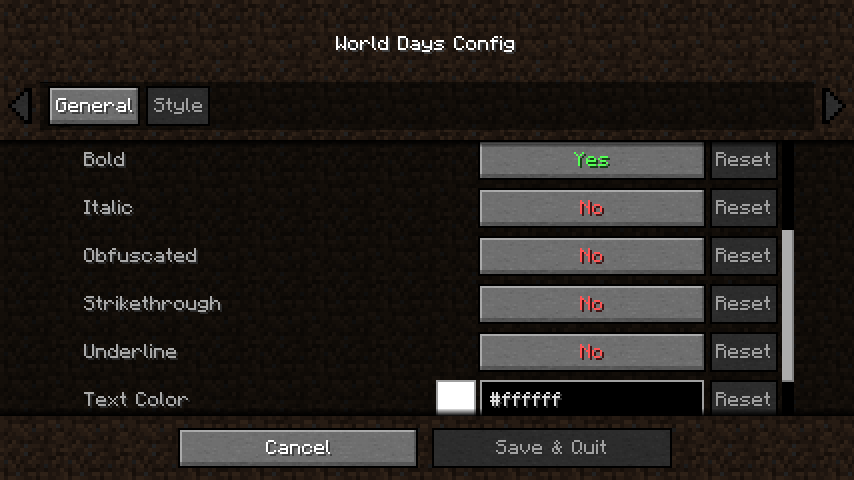 World Days Config
General Style
Bold Yes Reset
Italic No Reset
Obfuscated No Reset
Strikethrough No Reset
Underline No Reset
Text Color #ffffff Reset
Cancel Save & Quit